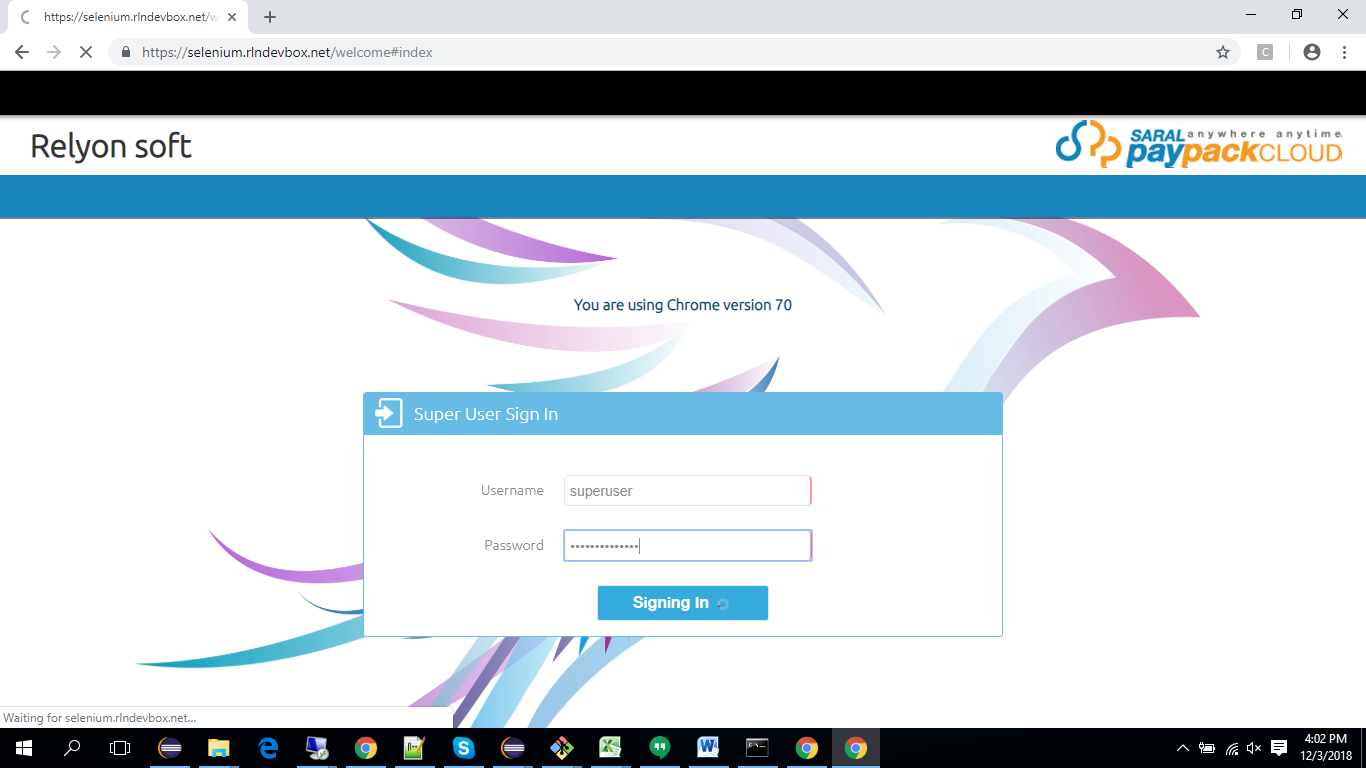 https://selenium.rlndevbox.net/w
https://selenium.rlndevbox.net/welcome#index
Relyon soft
SARAL anywhere anytime
paypackCLOUD
You are using Chrome version 70
Super User Sign In
Username superuser
Password ••••••••••••••
Signing In
Waiting for selenium.rlndevbox.net...
4:02 PM
12/3/2018